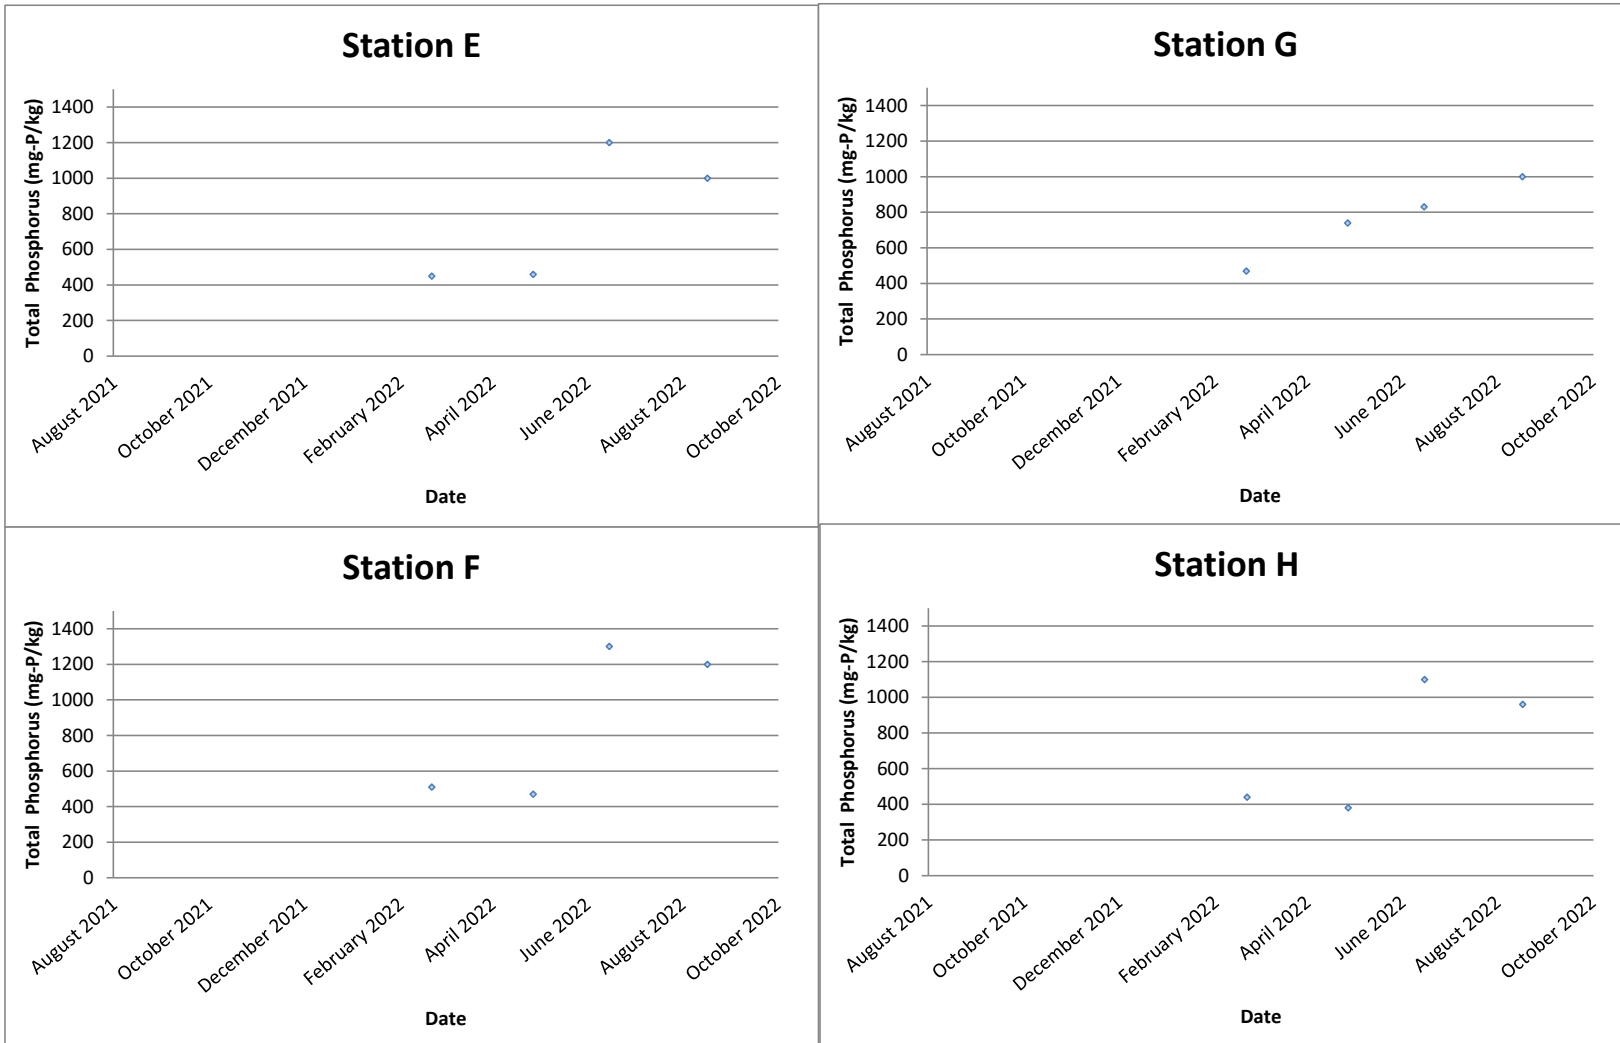 Station E
Total Phosphorus (mg-P/kg)
1400
1200
1000
800
600
400
200
0
August 2021
October 2021
December 2021
February 2022
April 2022
June 2022
August 2022
October 2022
Date
Station G
Total Phosphorus (mg-P/kg)
1400
1200
1000
800
600
400
200
0
August 2021
October 2021
December 2021
February 2022
April 2022
June 2022
August 2022
October 2022
Date
Station F
Total Phosphorus (mg-P/kg)
1400
1200
1000
800
600
400
200
0
August 2021
October 2021
December 2021
February 2022
April 2022
June 2022
August 2022
October 2022
Date
Station H
Total Phosphorus (mg-P/kg)
1400
1200
1000
800
600
400
200
0
August 2021
October 2021
December 2021
February 2022
April 2022
June 2022
August 2022
October 2022
Date